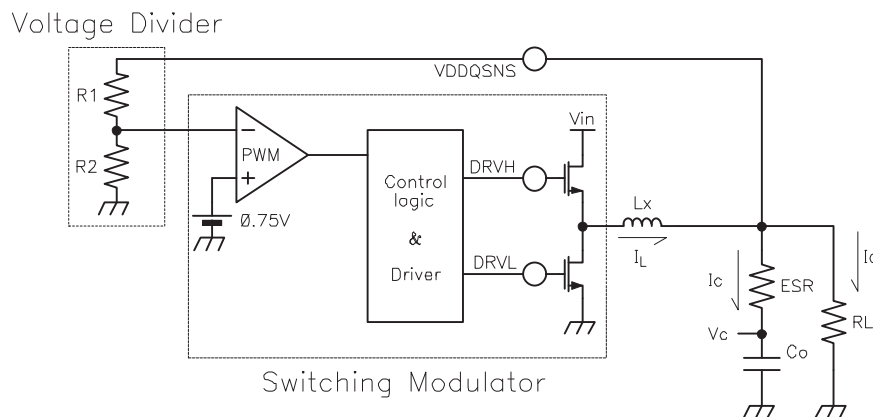 Voltage Divider
VDDQSNS
R1
R2
PWM
−
+
0.75V
Control
logic
&
Driver
DRVH
DRVL
Vin
Lx
IL
Ic
ESR
Vc
Co
RL
Switching Modulator